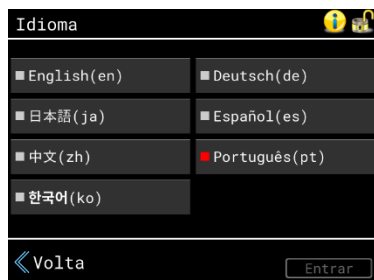 Idioma
English(en)
Deutsch(de)
日本語(ja)
Español(es)
中文(zh)
Português(pt)
한국어(ko)
Volta
Entrar